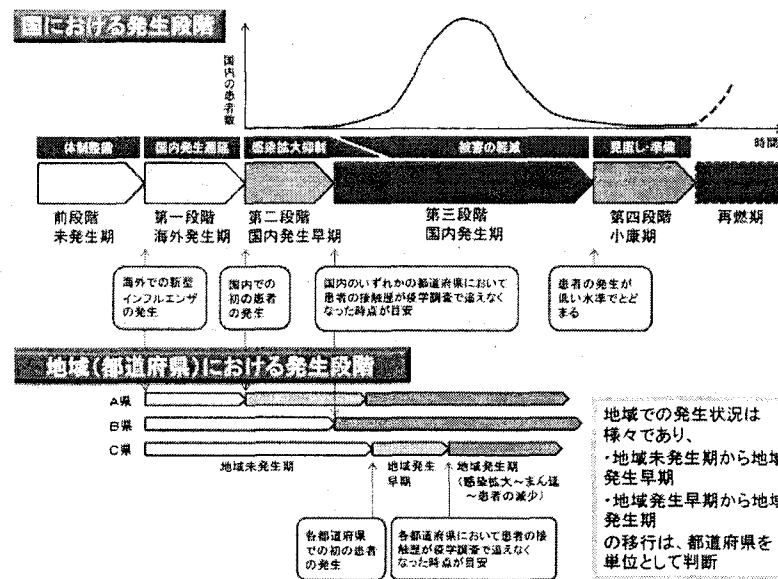 国における発生段階
国内の患者数
時間
体制整備
国内発生遅延
感染拡大抑制
被害の軽減
見直し・準備
前段階
未発生期
第一段階
海外発生期
第二段階
国内発生早期
第三段階
国内発生期
第四段階
小康期
再燃期
海外での新型
インフルエンザ
の発生
国内での
初の患者
の発生
国内のいずれかの都道府県において
患者の接触歴が疫学調査で追えなく
なった時点が目安
患者の発生が
低い水準でとど
まる
地域(都道府県)における発生段階
A県
B県
C県
地域未発生期
地域発生
早期
地域発生期
(感染拡大～まん延
～患者の減少)
各都道府県
での初の患者
の発生
各都道府県において患者の接
触歴が疫学調査で追えなく
なった時点が目安
地域での発生状況は
様々であり、
・地域未発生期から地域
発生早期
・地域発生早期から地域
発生期
の移行は、都道府県を
単位として判断